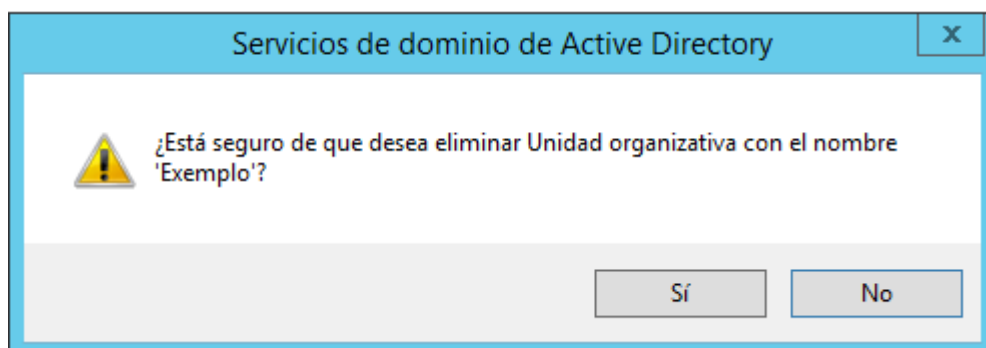 Servicios de dominio de Active Directory
x
¿Está seguro de que desea eliminar Unidad organizativa con el nombre
'Exemplo'?
Sí
No